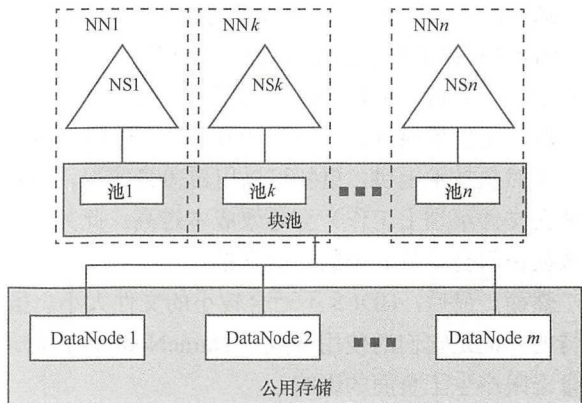 NN1 NNk NNn
NS1 NSk NSn
池1 池k 池n
块池
DataNode 1 DataNode 2 DataNode m
公用存储